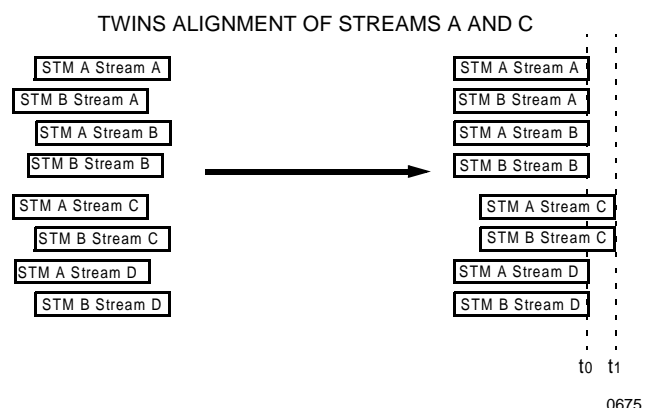 TWINS ALIGNMENT OF STREAMS A AND C
STM A Stream A
STM B Stream A
STM A Stream B
STM B Stream B
STM A Stream C
STM B Stream C
STM A Stream D
STM B Stream D
STM A Stream A
STM B Stream A
STM A Stream B
STM B Stream B
STM A Stream C
STM B Stream C
STM A Stream D
STM B Stream D
t0 t1
0675